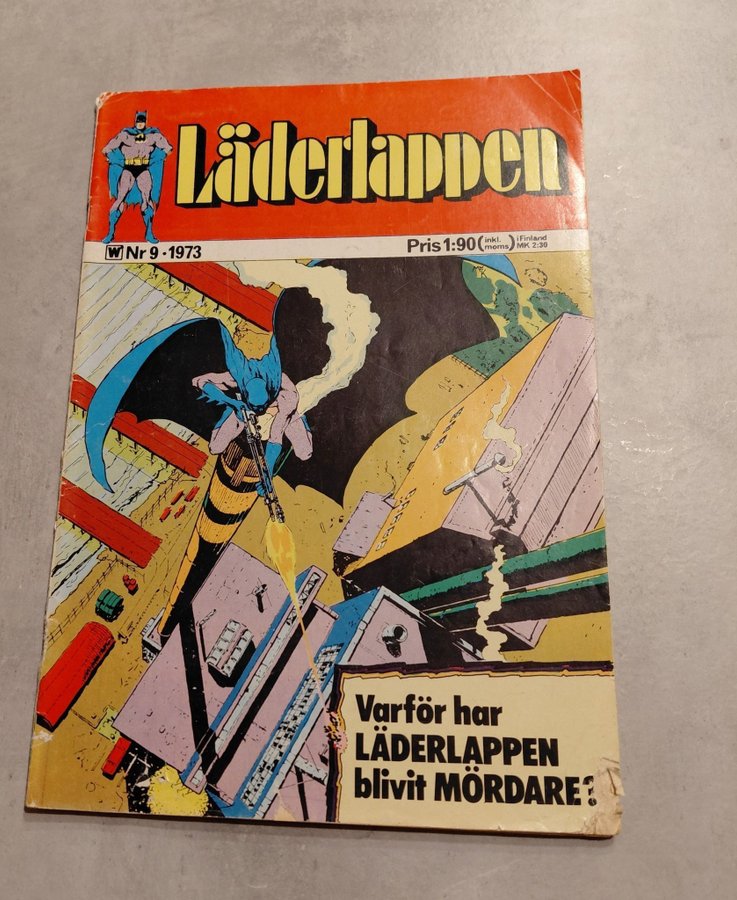 Läderlappen
W Nr 9 · 1973
Pris 1:90 (inkl. moms) i Finland MK 2:30
Varför har
LÄDERLAPPEN
blivit MÖRDARE?